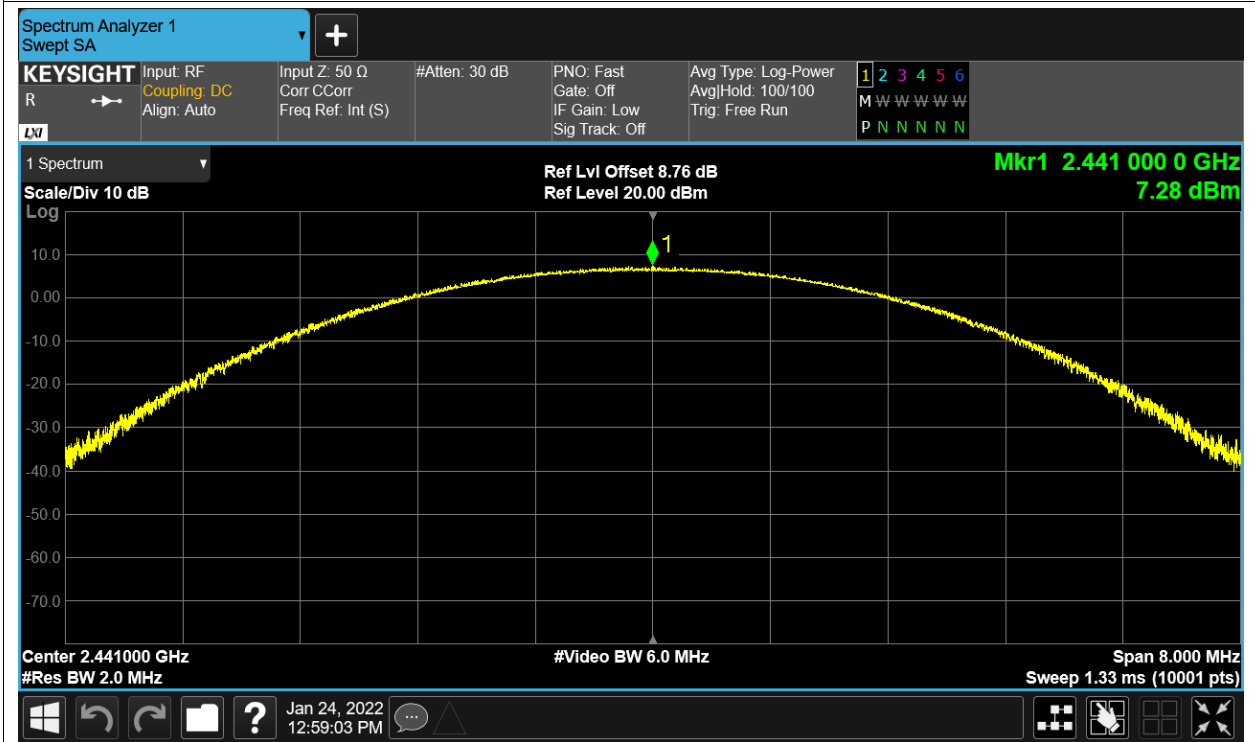 Spectrum Analyzer 1
Swept SA
KEYSIGHT
R
LXI
Input: RF
Coupling: DC
Align: Auto
Input Z: 50 Ω
Corr CCorr
Freq Ref: Int (S)
#Atten: 30 dB
PNO: Fast
Gate: Off
IF Gain: Low
Sig Track: Off
Avg Type: Log-Power
Avg|Hold: 100/100
Trig: Free Run
1 2 3 4 5 6
M W W W W W
P N N N N N
1 Spectrum
Scale/Div 10 dB
Log
Ref Lvl Offset 8.76 dB
Ref Level 20.00 dBm
Mkr1 2.441 000 0 GHz
7.28 dBm
1
10.0
0.00
-10.0
-20.0
-30.0
-40.0
-50.0
-60.0
-70.0
Center 2.441000 GHz
#Res BW 2.0 MHz
#Video BW 6.0 MHz
Span 8.000 MHz
Sweep 1.33 ms (10001 pts)
?
Jan 24, 2022
12:59:03 PM